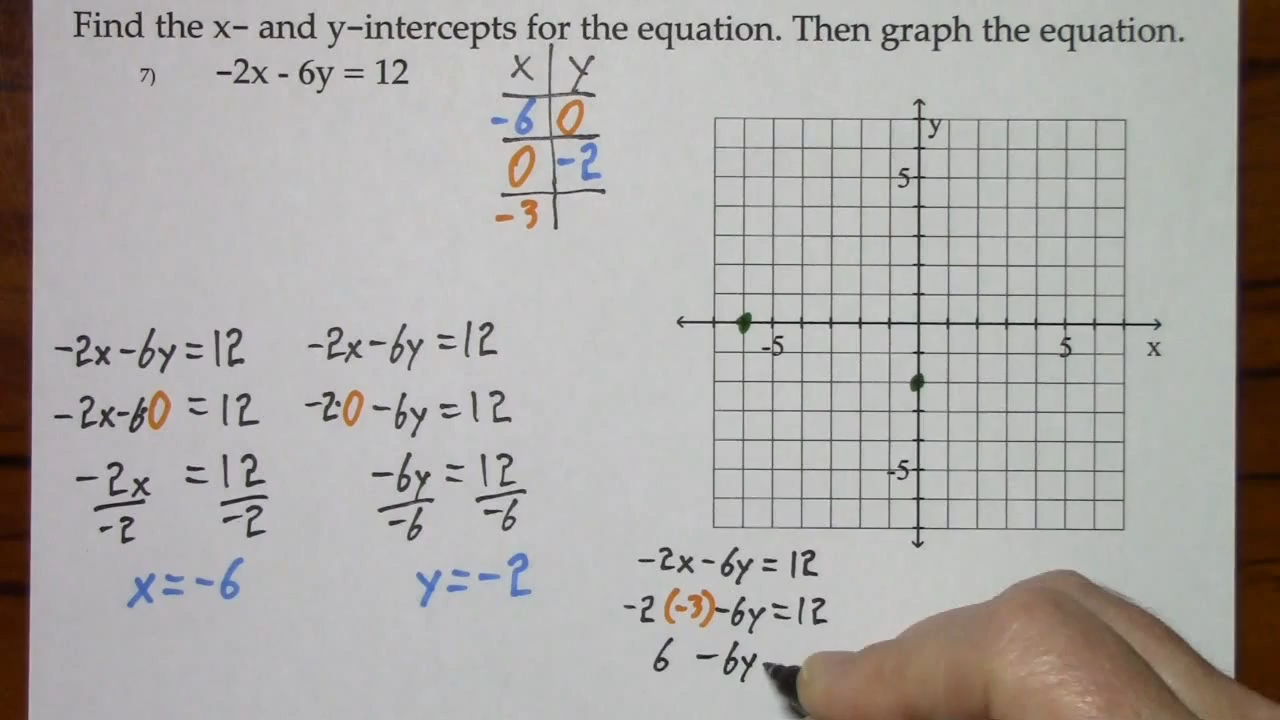 Find the x- and y-intercepts for the equation. Then graph the equation.
7) -2x - 6y = 12
x y
-6 0
0 -2
-3
-2x-6y=12
-2x-6·0 = 12
-2x = 12
-2 -2
x=-6
-2x-6y=12
-2·0 -6y=12
-6y = 12
-6 -6
y=-2
y
5
-5 5 x
-5
-2x-6y=12
-2(-3)-6y=12
6 -6y